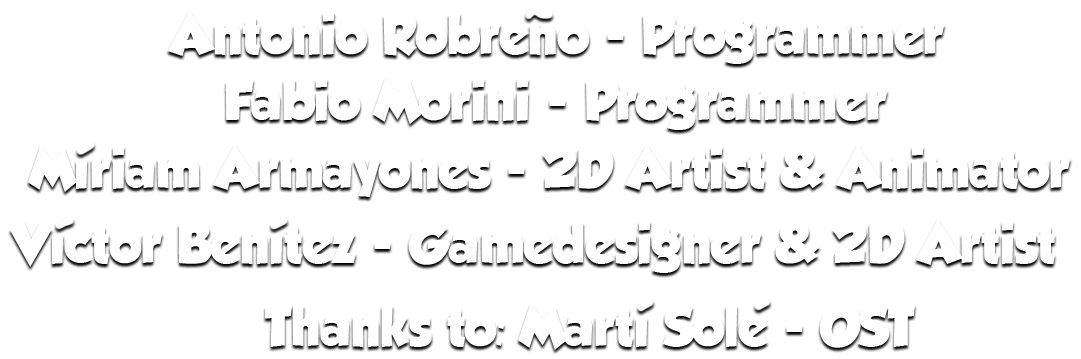 Antonio Robreño - Programmer
Fabio Morini - Programmer
Míriam Armayones - 2D Artist & Animator
Víctor Benítez - Gamedesigner & 2D Artist
Thanks to: Martí Solé - OST